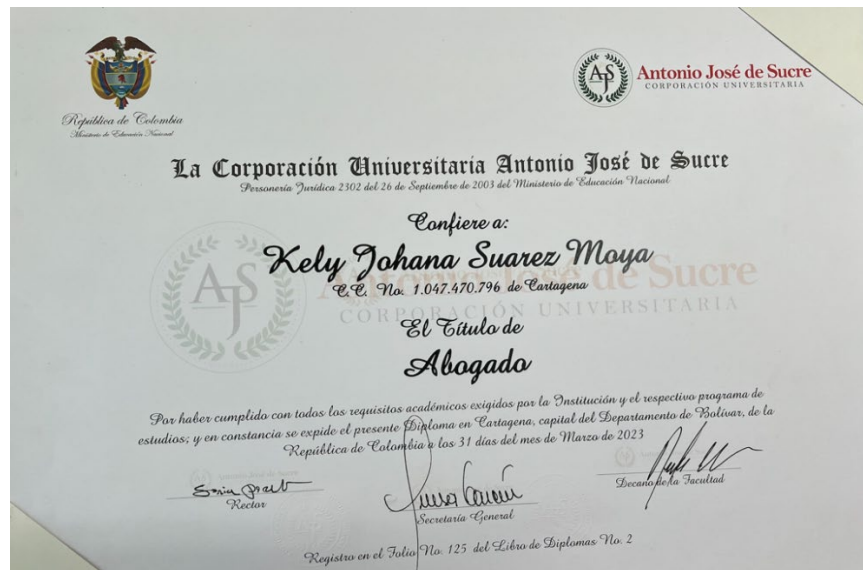 República de Colombia
Ministerio de Educación Nacional
AJS
Antonio José de Sucre
CORPORACIÓN UNIVERSITARIA
La Corporación Universitaria Antonio José de Sucre
Personería Jurídica 2302 del 26 de Septiembre de 2003 del Ministerio de Educación Nacional
Confiere a:
Kely Johana Suarez Moya
C.C. No. 1.047.470.796 de Cartagena
AJS
Antonio José de Sucre
CORPORACIÓN UNIVERSITARIA
El Título de
Abogado
Por haber cumplido con todos los requisitos académicos exigidos por la Institución y el respectivo programa de
estudios; y en constancia se expide el presente Diploma en Cartagena, capital del Departamento de Bolívar, de la
República de Colombia a los 31 días del mes de Marzo de 2023
Rector
Secretaría General
Decano de la Facultad
Registro en el Folio No. 125 del Libro de Diplomas No. 2